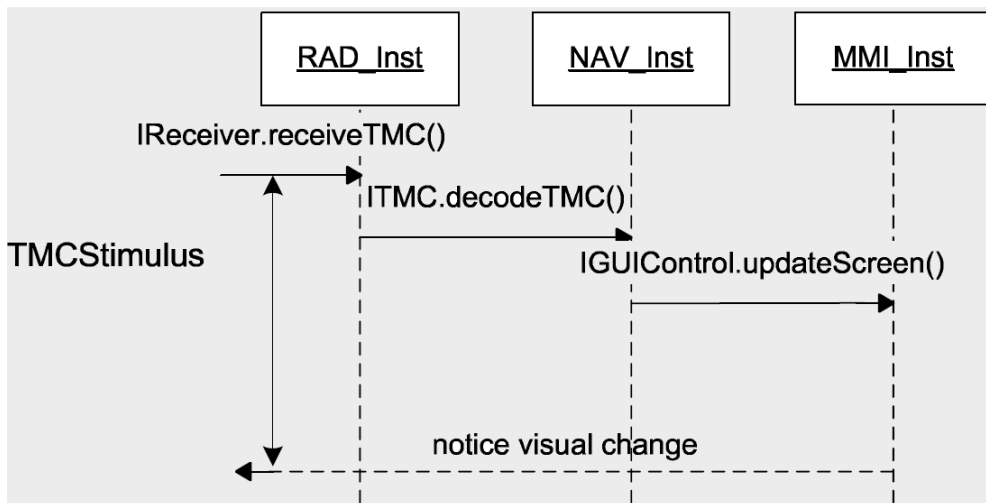 RAD_Inst
NAV_Inst
MMI_Inst
IReceiver.receiveTMC()
ITMC.decodeTMC()
TMCStimulus
IGUIControl.updateScreen()
notice visual change